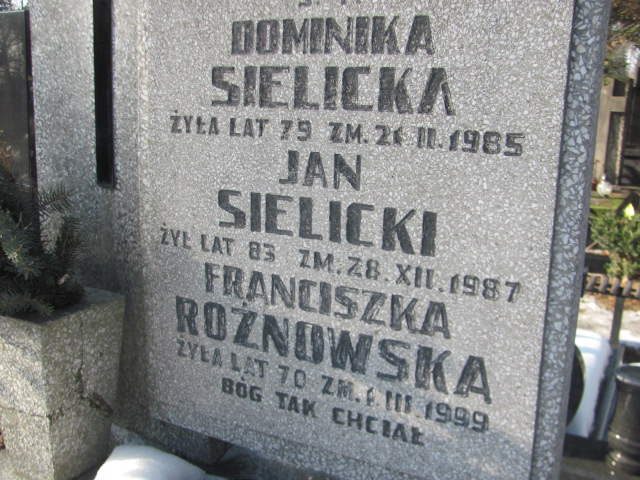 DOMINIKA
SIELICKA
ŻYŁA LAT 79 ZM. 21 II. 1985
JAN
SIELICKI
ŻYŁ LAT 83 ZM. 28. XII. 1987
FRANCISZKA
ROŻNOWSKA
ŻYŁA LAT 70 ZM. 1. III 1999
BÓG TAK CHCIAŁ